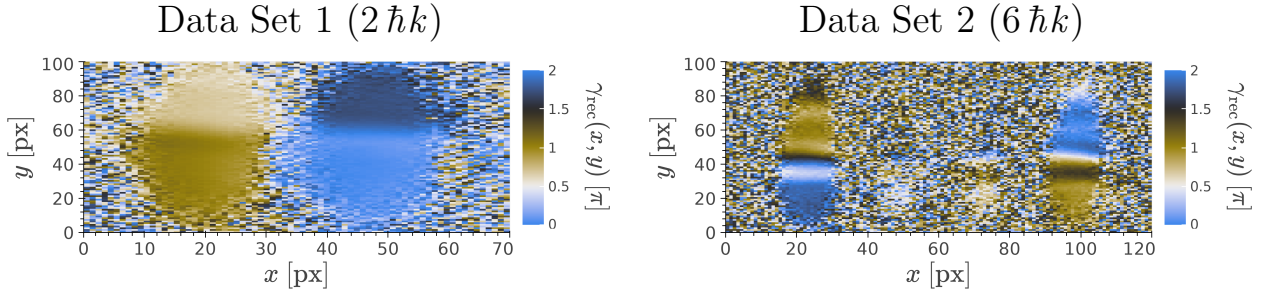 Data Set 1 (2 ℏk)
100
80
60
40
20
0
y [px]
0 10 20 30 40 50 60 70
x [px]
2
1.5
1
0.5
0
γrec(x, y) [π]
Data Set 2 (6 ℏk)
100
80
60
40
20
0
y [px]
0 20 40 60 80 100 120
x [px]
2
1.5
1
0.5
0
γrec(x, y) [π]